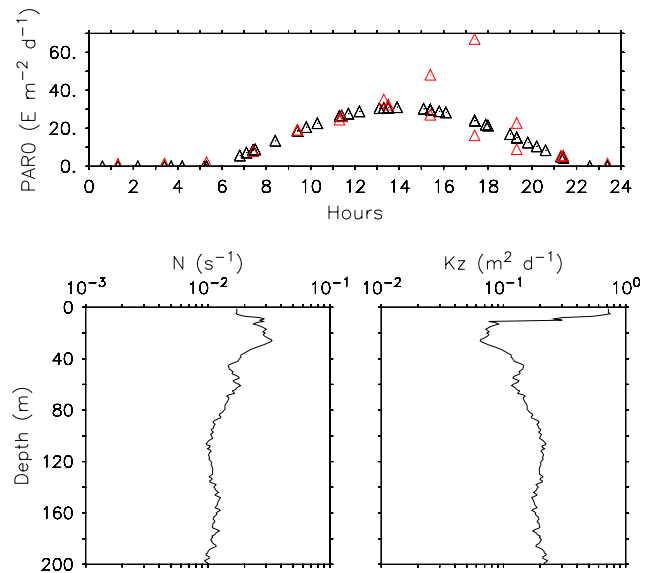 PAR0 (E m⁻² d⁻¹)
60.
40.
20.
0.
0 2 4 6 8 10 12 14 16 18 20 22 24
Hours
N (s⁻¹)
10⁻³ 10⁻² 10⁻¹
Kz (m² d⁻¹)
10⁻² 10⁻¹ 10⁰
Depth (m)
0
40
80
120
160
200